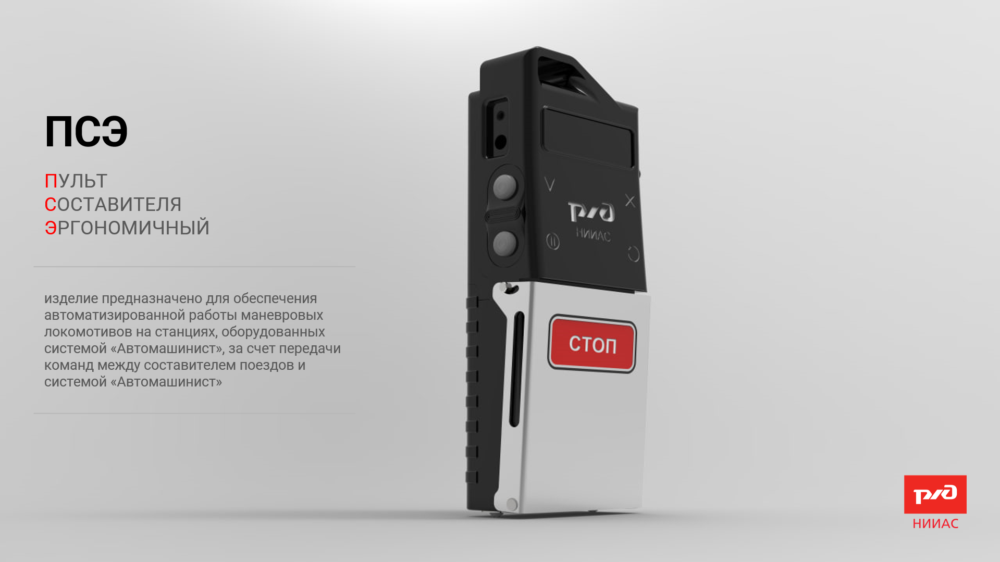 ПСЭ
ПУЛЬТ
СОСТАВИТЕЛЯ
ЭРГОНОМИЧНЫЙ
изделие предназначено для обеспечения
автоматизированной работы маневровых
локомотивов на станциях, оборудованных
системой «Автомашинист», за счет передачи
команд между составителем поездов и
системой «Автомашинист»
ржд
НИИАС
СТОП
ржд
НИИАС